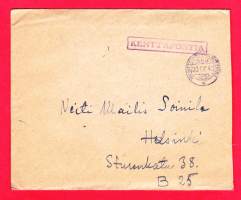 KENTTÄPOSTIA
Neiti Mailis Soinila
Helsinki
Sturenkatu 38.
B 25